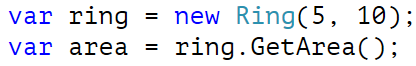 var ring = new Ring(5, 10);
var area = ring.GetArea();